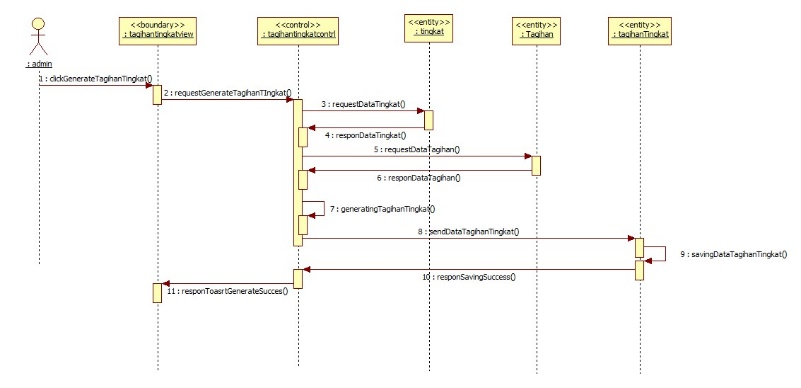 <<boundary>>
: tagihantingkatview
<<control>>
: tagihantingkatcontrl
<<entity>>
: tingkat
<<entity>>
: Tagihan
<<entity>>
: tagihanTingkat
: admin
1 : clickGenerateTagihanTingkat()
2 : requestGenerateTagihanTIngkat()
3 : requestDataTingkat()
4 : responDataTingkat()
5 : requestDataTagihan()
6 : responDataTagihan()
7 : generatingTagihanTingkat()
8 : sendDataTagihanTingkat()
9 : savingDataTagihanTingkat()
10 : responSavingSuccess()
11 : responToasrtGenerateSucces()